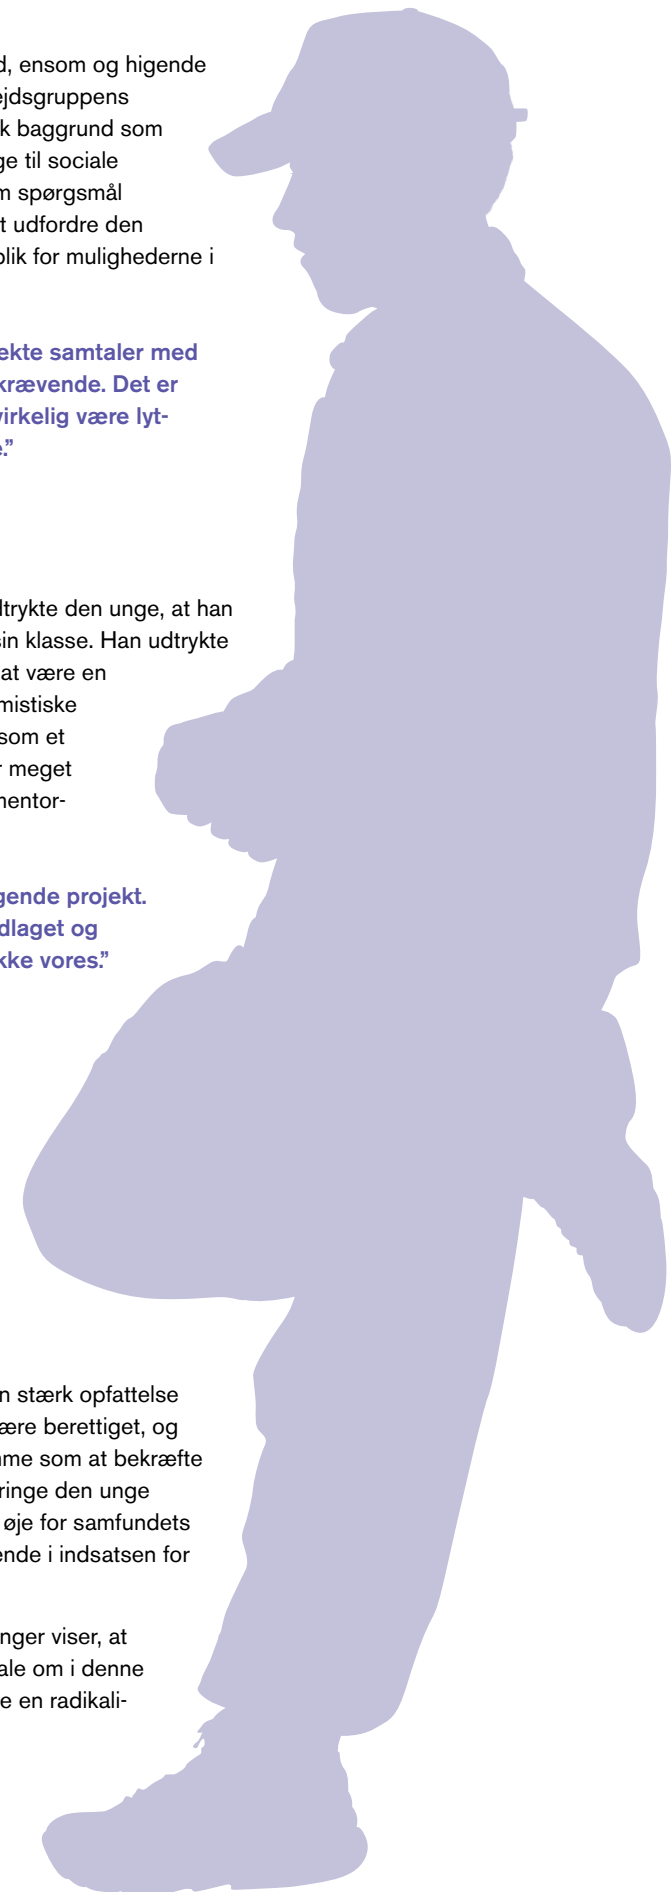 d, ensom og higende
ejdsgruppens
k baggrund som
ge til sociale
m spørgsmål
t udfordre den
blik for mulighederne i
ekte samtaler med
krævende. Det er
virkelig være lyt-
e."
dtrykte den unge, at han
sin klasse. Han udtrykte
at være en
mistiske
som et
r meget
mentor-
gende projekt.
dlaget og
kke vores."
n stærk opfattelse
ære berettiget, og
mme som at bekræfte
ringe den unge
øje for samfundets
ende i indsatsen for
nger viser, at
ale om i denne
e en radikali-